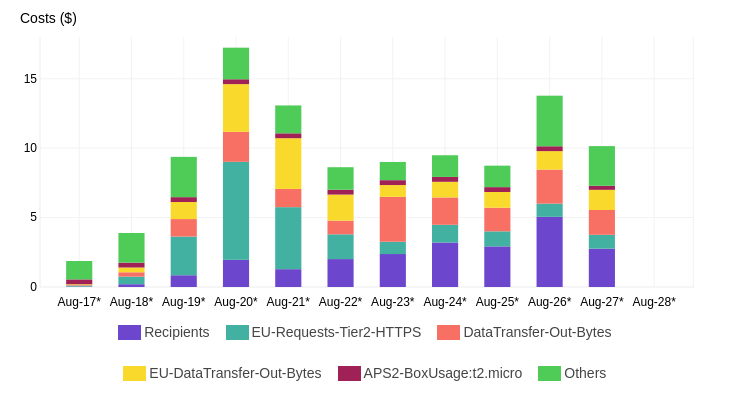 Costs ($)
15
10
5
0
Aug-17* Aug-18* Aug-19* Aug-20* Aug-21* Aug-22* Aug-23* Aug-24* Aug-25* Aug-26* Aug-27* Aug-28*
Recipients EU-Requests-Tier2-HTTPS DataTransfer-Out-Bytes
EU-DataTransfer-Out-Bytes APS2-BoxUsage:t2.micro Others